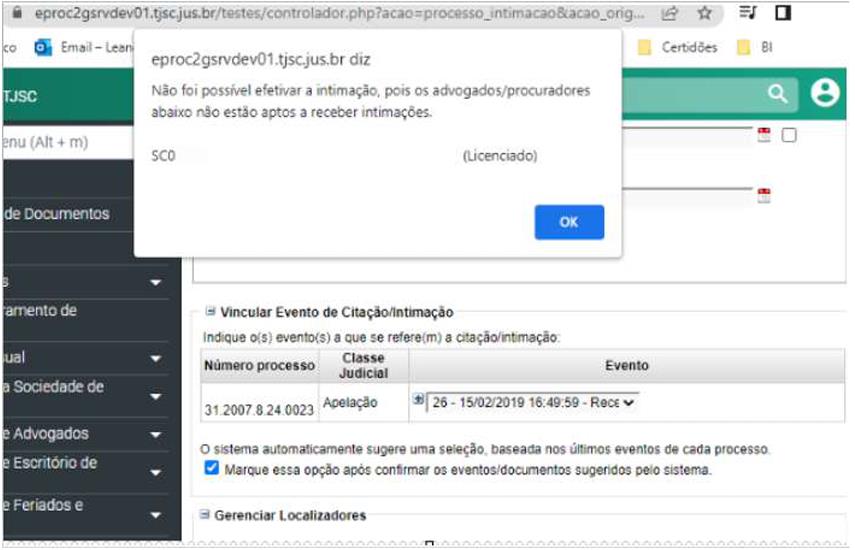 eproc2gsrvdev01.tjsc.jus.br/testes/controlador.php?acao=processo_intimacao&acao_orig...
co Email – Lean Certidões BI
eproc2gsrvdev01.tjsc.jus.br diz
Não foi possível efetivar a intimação, pois os advogados/procuradores
abaixo não estão aptos a receber intimações.
SC0 (Licenciado)
OK
TJSC
enu (Alt + m)
de Documentos
s
ramento de
ual
a Sociedade de
e Advogados
e Escritório de
e Feriados e
Vincular Evento de Citação/Intimação
Indique o(s) evento(s) a que se refere(m) a citação/intimação:
Número processo Classe Judicial Evento
31.2007.8.24.0023 Apelação 26 - 15/02/2019 16:49:59 - Rece
O sistema automaticamente sugere uma seleção, baseada nos últimos eventos de cada processo.
Marque essa opção após confirmar os eventos/documentos sugeridos pelo sistema.
Gerenciar Localizadores